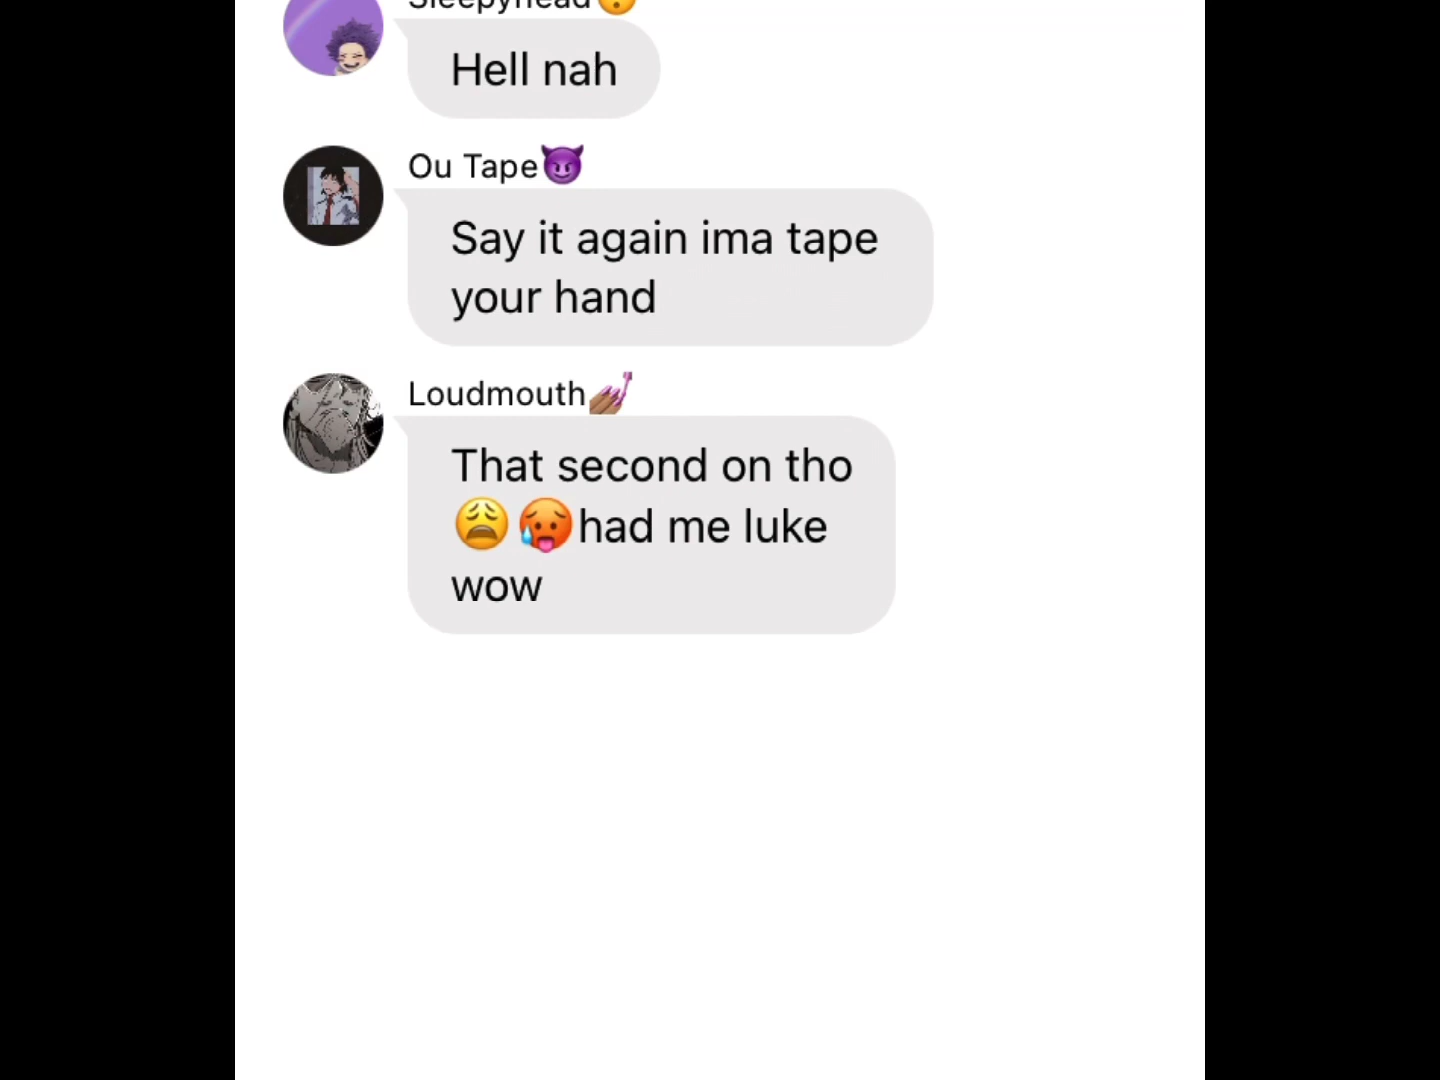 Sleepyhead😯
Hell nah
Ou Tape😈
Say it again ima tape
your hand
Loudmouth💅🏽
That second on tho
😩🥵had me luke
wow